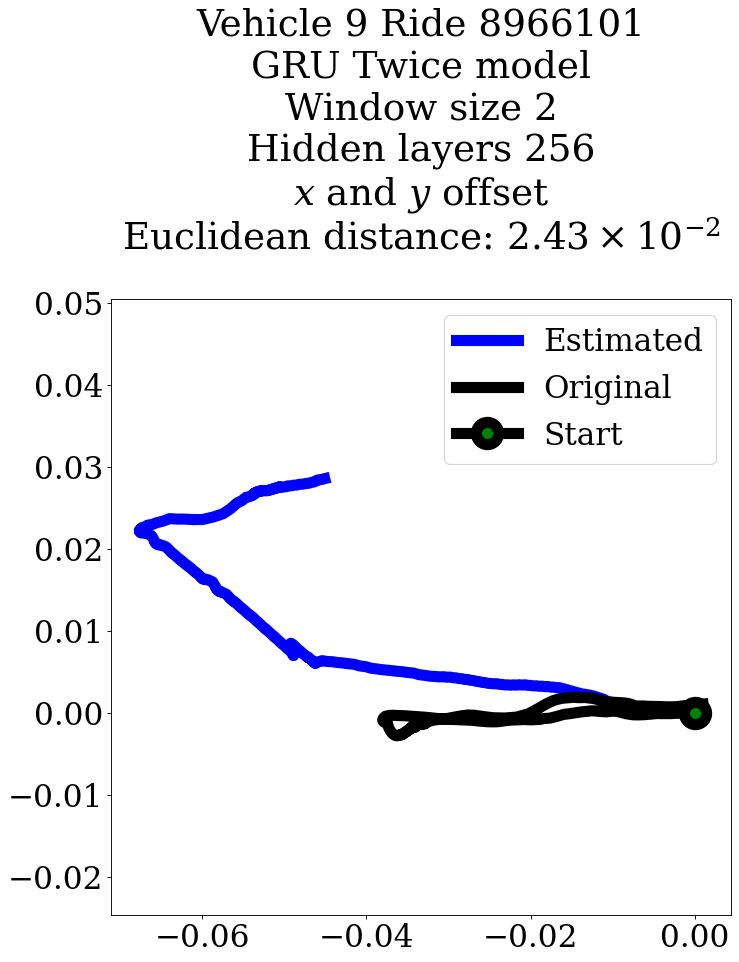 Vehicle 9 Ride 8966101
GRU Twice model
Window size 2
Hidden layers 256
x and y offset
Euclidean distance: 2.43 × 10⁻²
0.05
0.04
0.03
0.02
0.01
0.00
−0.01
−0.02
Estimated
Original
Start
−0.06 −0.04 −0.02 0.00